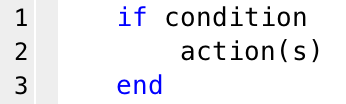 1 if condition
2 action(s)
3 end